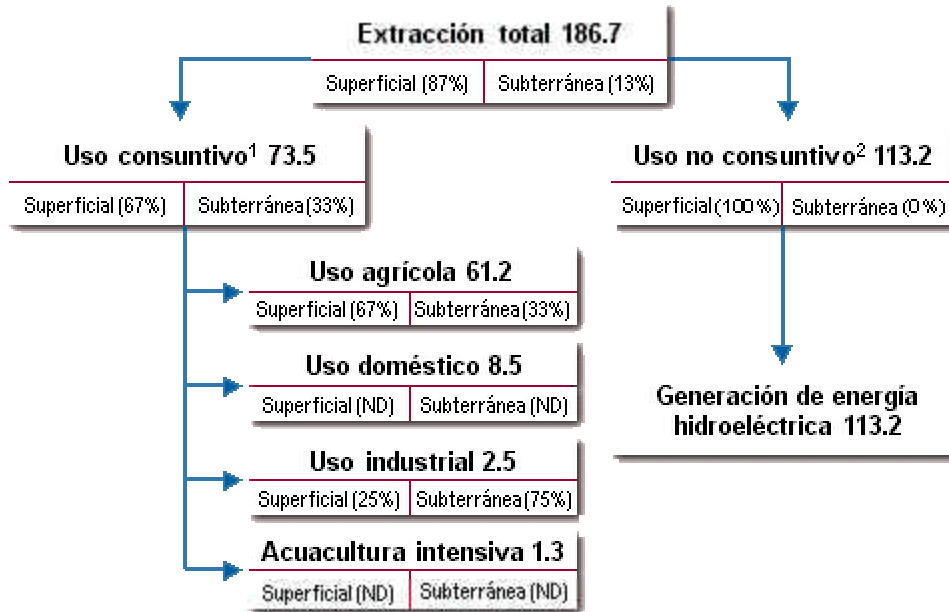 Extracción total 186.7
Superficial (87%) Subterránea (13%)
Uso consuntivo¹ 73.5
Superficial (67%) Subterránea (33%)
Uso no consuntivo² 113.2
Superficial (100%) Subterránea (0%)
Uso agrícola 61.2
Superficial (67%) Subterránea (33%)
Uso doméstico 8.5
Superficial (ND) Subterránea (ND)
Uso industrial 2.5
Superficial (25%) Subterránea (75%)
Acuacultura intensiva 1.3
Superficial (ND) Subterránea (ND)
Generación de energía
hidroeléctrica 113.2